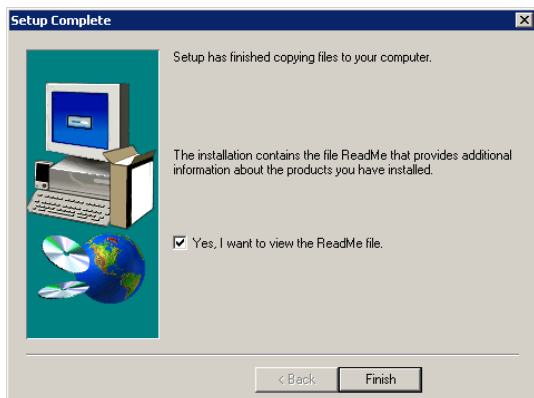 Setup Complete
Setup has finished copying files to your computer.
The installation contains the file ReadMe that provides additional
information about the products you have installed.
Yes, I want to view the ReadMe file.
< Back
Finish